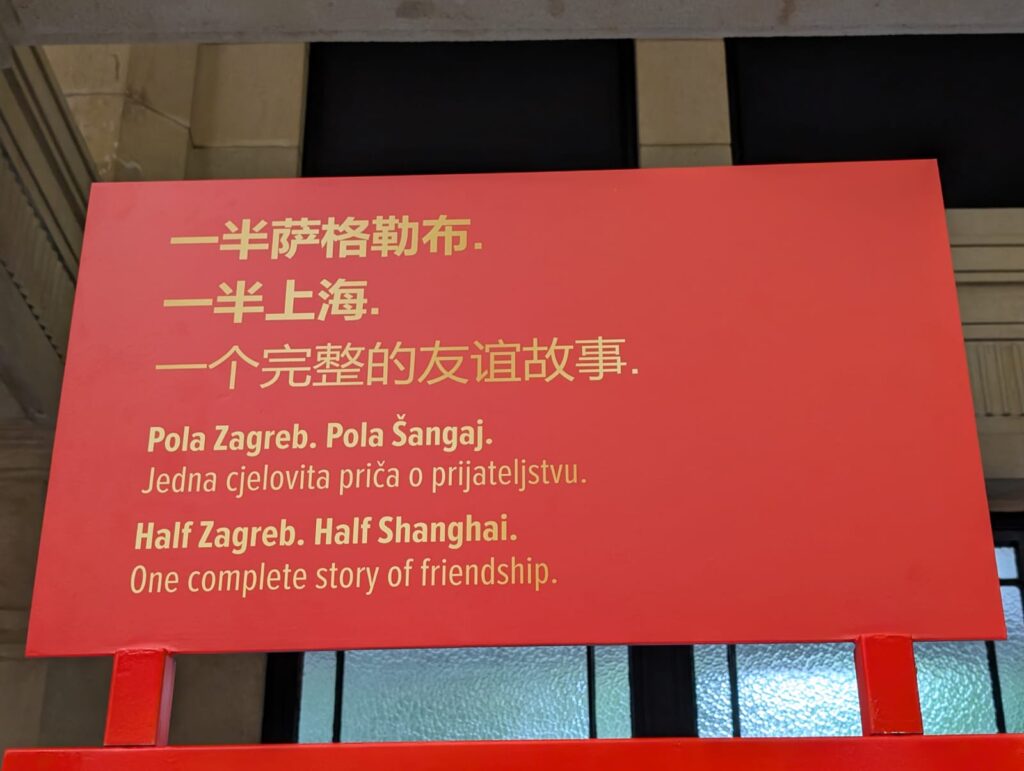 一半萨格勒布.
一半上海.
一个完整的友谊故事.
Pola Zagreb. Pola Šangaj.
Jedna cjelovita priča o prijateljstvu.
Half Zagreb. Half Shanghai.
One complete story of friendship.